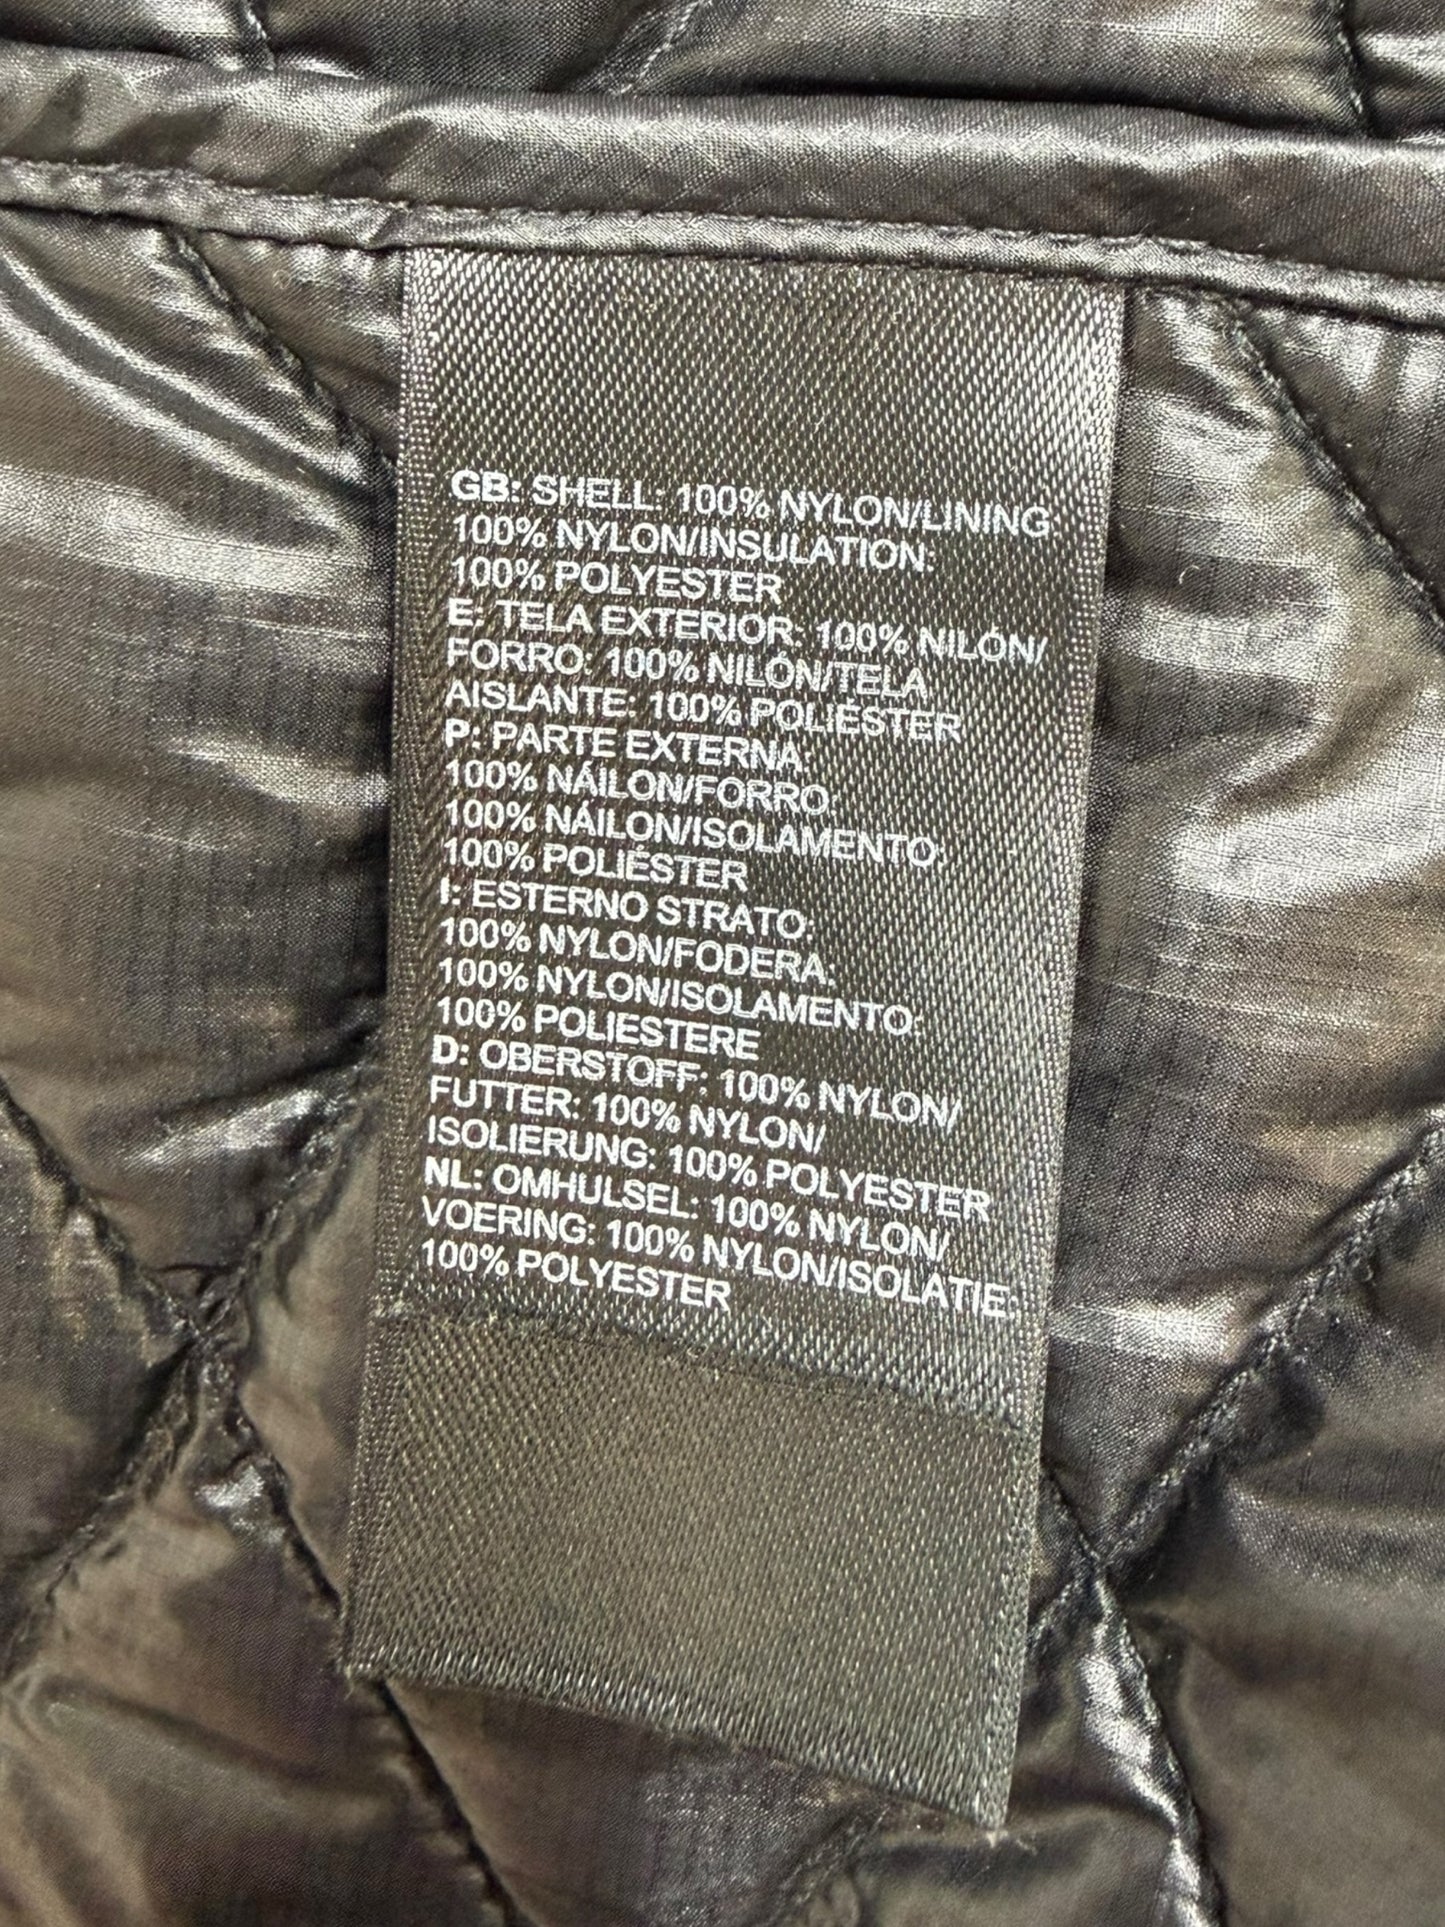 GB: SHELL: 100% NYLON/LINING:
100% NYLON/INSULATION:
100% POLYESTER
E: TELA EXTERIOR: 100% NILÓN/
FORRO: 100% NILÓN/TELA
AISLANTE: 100% POLIÉSTER
P: PARTE EXTERNA:
100% NÁILON/FORRO:
100% NÁILON/ISOLAMENTO:
100% POLIÉSTER
I: ESTERNO STRATO:
100% NYLON/FODERA:
100% NYLON/ISOLAMENTO:
100% POLIESTERE
D: OBERSTOFF: 100% NYLON/
FUTTER: 100% NYLON/
ISOLIERUNG: 100% POLYESTER
NL: OMHULSEL: 100% NYLON/
VOERING: 100% NYLON/ISOLATIE:
100% POLYESTER